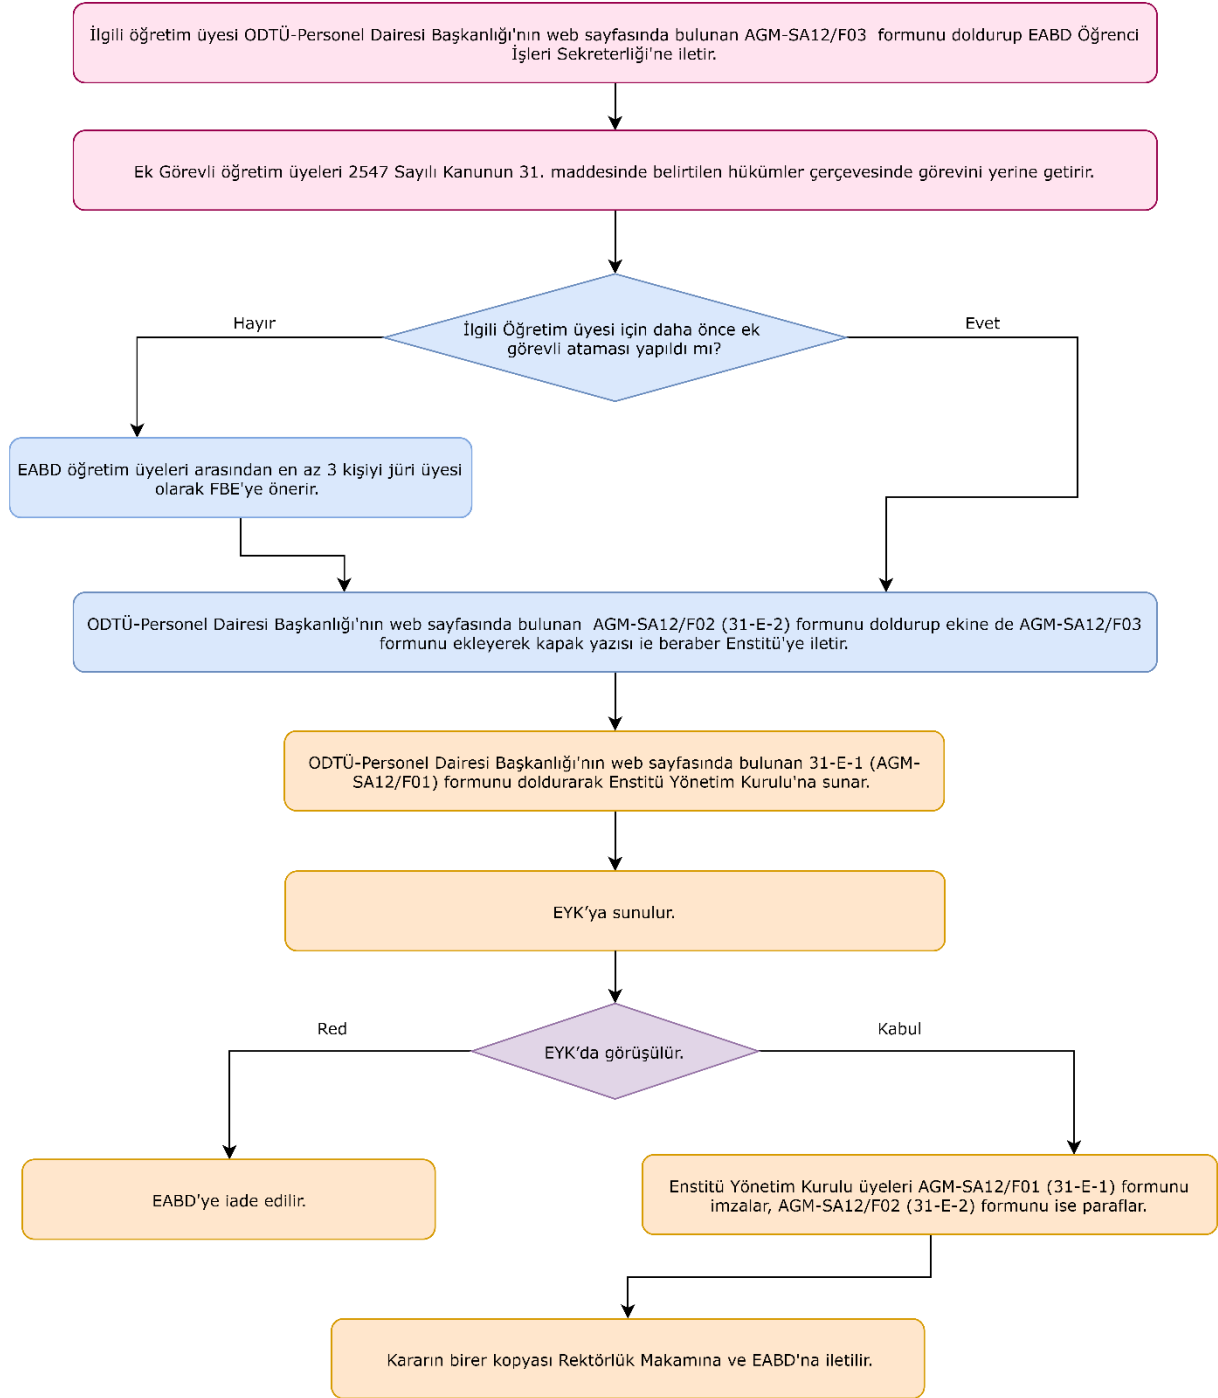 İlgili öğretim üyesi ODTÜ-Personel Dairesi Başkanlığı'nın web sayfasında bulunan AGM-SA12/F03 formunu doldurup EABD Öğrenci
İşleri Sekreterliği'ne iletir.
Ek Görevli öğretim üyeleri 2547 Sayılı Kanunun 31. maddesinde belirtilen hükümler çerçevesinde görevini yerine getirir.
Hayır
İlgili Öğretim üyesi için daha önce ek
görevli ataması yapıldı mı?
Evet
EABD öğretim üyeleri arasından en az 3 kişiyi jüri üyesi
olarak FBE'ye önerir.
ODTÜ-Personel Dairesi Başkanlığı'nın web sayfasında bulunan AGM-SA12/F02 (31-E-2) formunu doldurup ekine de AGM-SA12/F03
formunu ekleyerek kapak yazısı ie beraber Enstitü'ye iletir.
ODTÜ-Personel Dairesi Başkanlığı'nın web sayfasında bulunan 31-E-1 (AGM-
SA12/F01) formunu doldurarak Enstitü Yönetim Kurulu'na sunar.
EYK’ya sunulur.
Red
EYK’da görüşülür.
Kabul
EABD'ye iade edilir.
Enstitü Yönetim Kurulu üyeleri AGM-SA12/F01 (31-E-1) formunu
imzalar, AGM-SA12/F02 (31-E-2) formunu ise paraflar.
Kararın birer kopyası Rektörlük Makamına ve EABD'na iletilir.